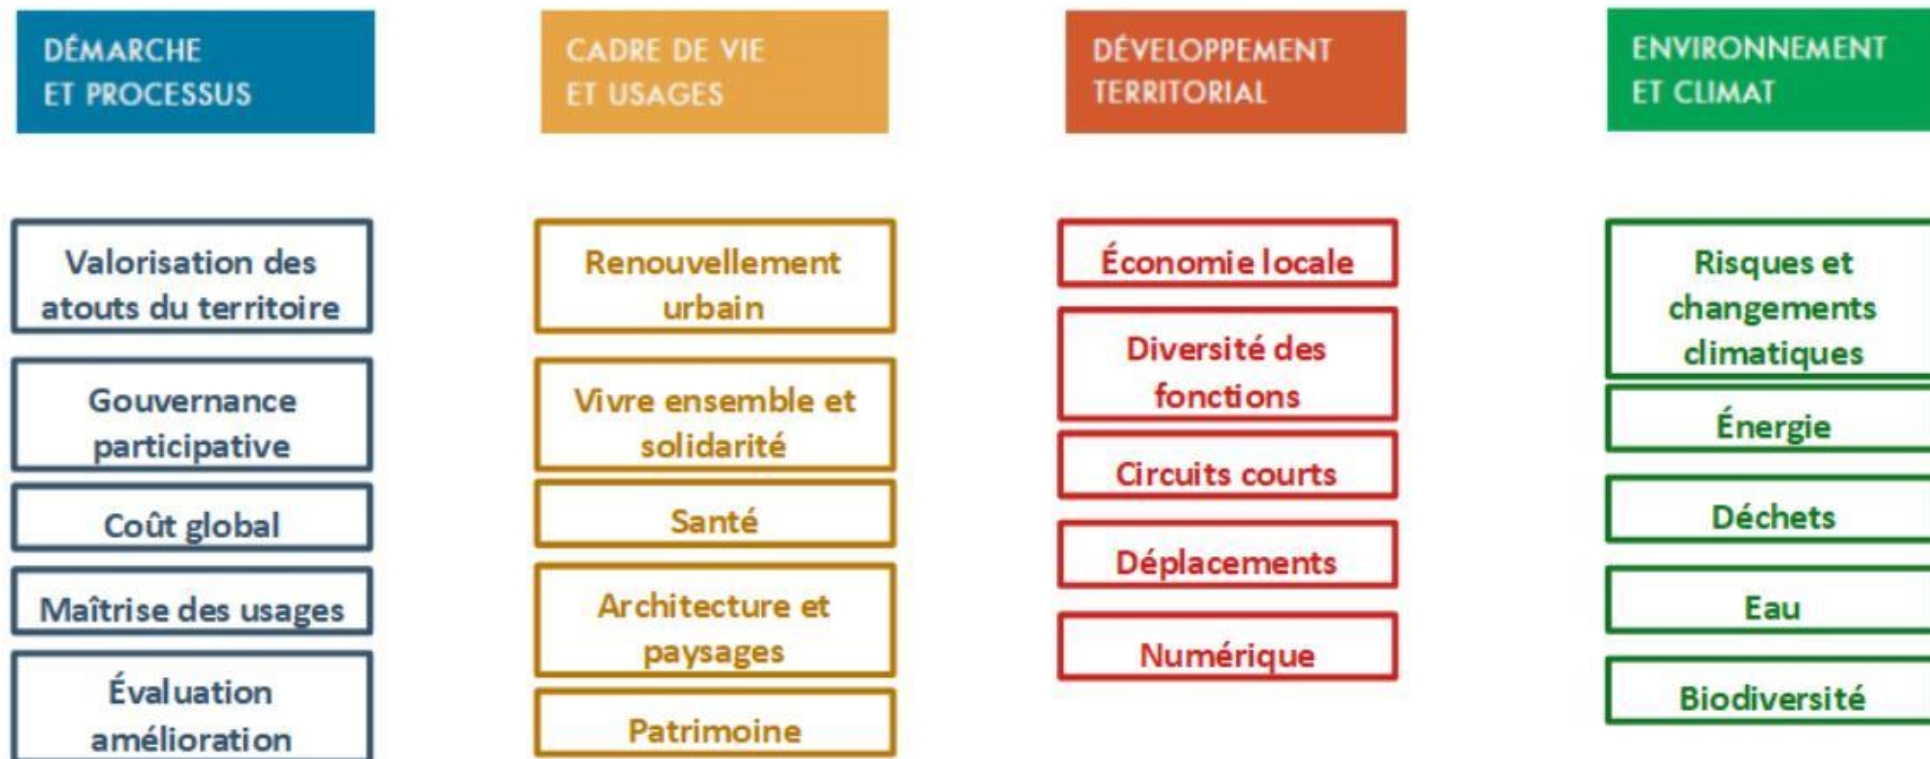 DÉMARCHE
ET PROCESSUS
Valorisation des
atouts du territoire
Gouvernance
participative
Coût global
Maîtrise des usages
Évaluation
amélioration
CADRE DE VIE
ET USAGES
Renouvellement
urbain
Vivre ensemble et
solidarité
Santé
Architecture et
paysages
Patrimoine
DÉVELOPPEMENT
TERRITORIAL
Économie locale
Diversité des
fonctions
Circuits courts
Déplacements
Numérique
ENVIRONNEMENT
ET CLIMAT
Risques et
changements
climatiques
Énergie
Déchets
Eau
Biodiversité